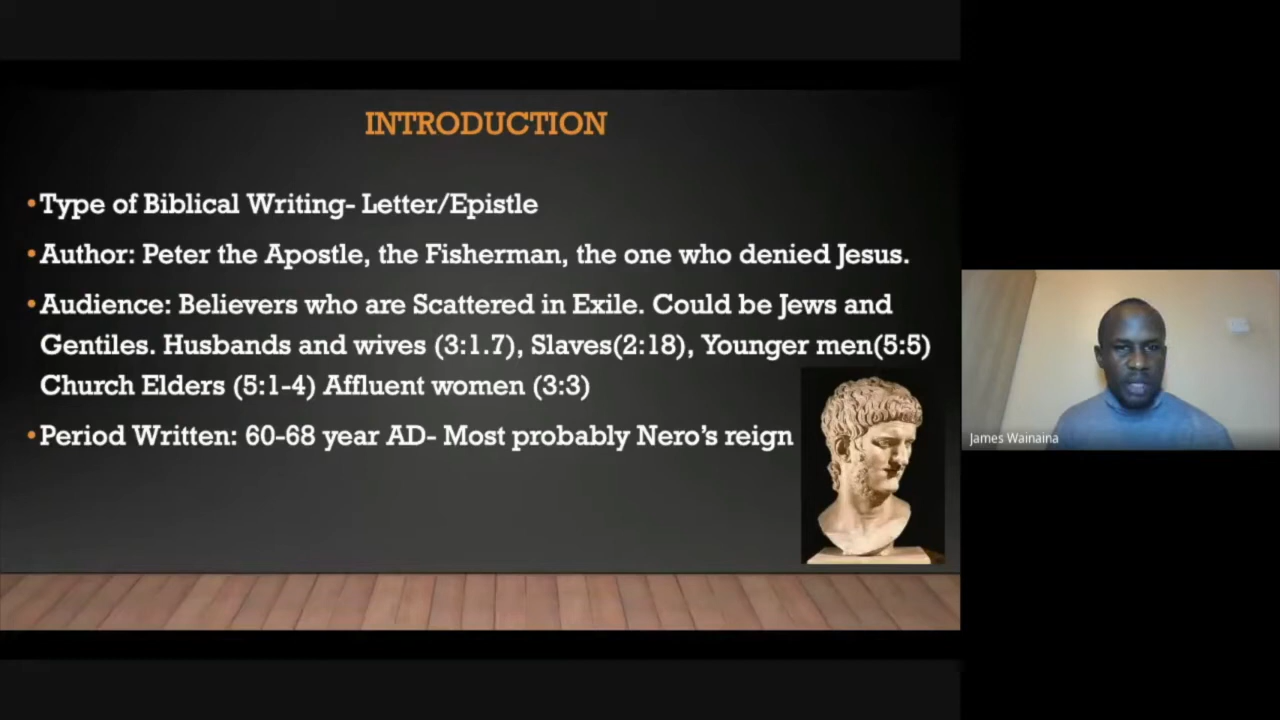 INTRODUCTION
•Type of Biblical Writing- Letter/Epistle
•Author: Peter the Apostle, the Fisherman, the one who denied Jesus.
•Audience: Believers who are Scattered in Exile. Could be Jews and
Gentiles. Husbands and wives (3:1.7), Slaves(2:18), Younger men(5:5)
Church Elders (5:1-4) Affluent women (3:3)
•Period Written: 60-68 year AD- Most probably Nero's reign
James Wainaina